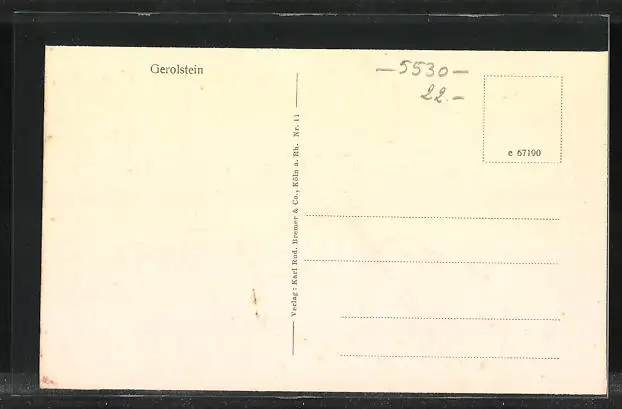 Gerolstein
—5530—
22.—
e 67190
Verlag: Karl Rud. Bremer & Co., Köln a. Rh. Nr. 11